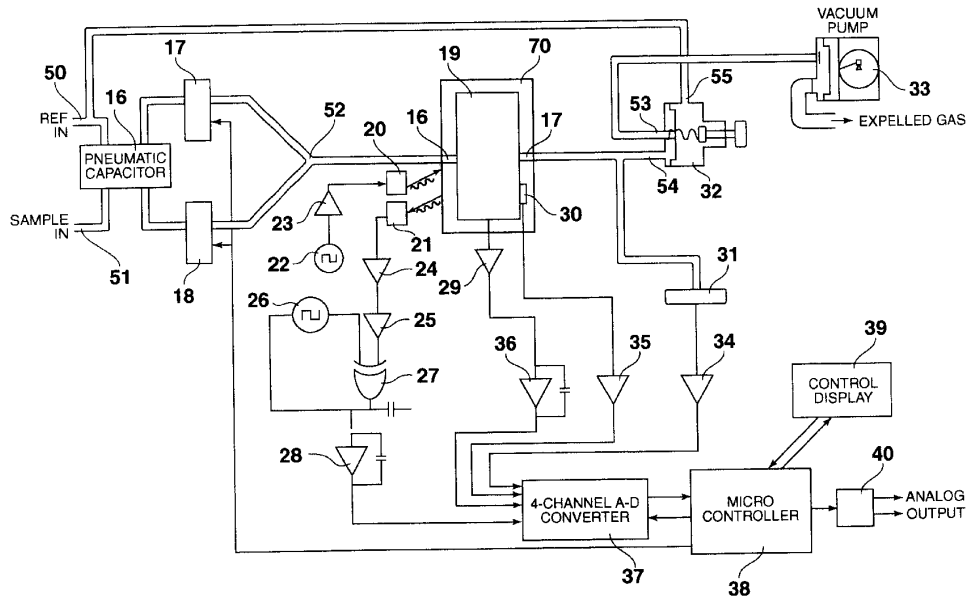 VACUUM
PUMP
17
70
50
19
55
33
REF
IN
16
52
20
53
EXPELLED GAS
PNEUMATIC
CAPACITOR
16
17
54
32
SAMPLE
IN
23
30
51
21
22
18
24
29
31
26
25
36
35
34
39
27
CONTROL
DISPLAY
28
40
4-CHANNEL A-D
CONVERTER
MICRO
CONTROLLER
ANALOG
OUTPUT
37
38